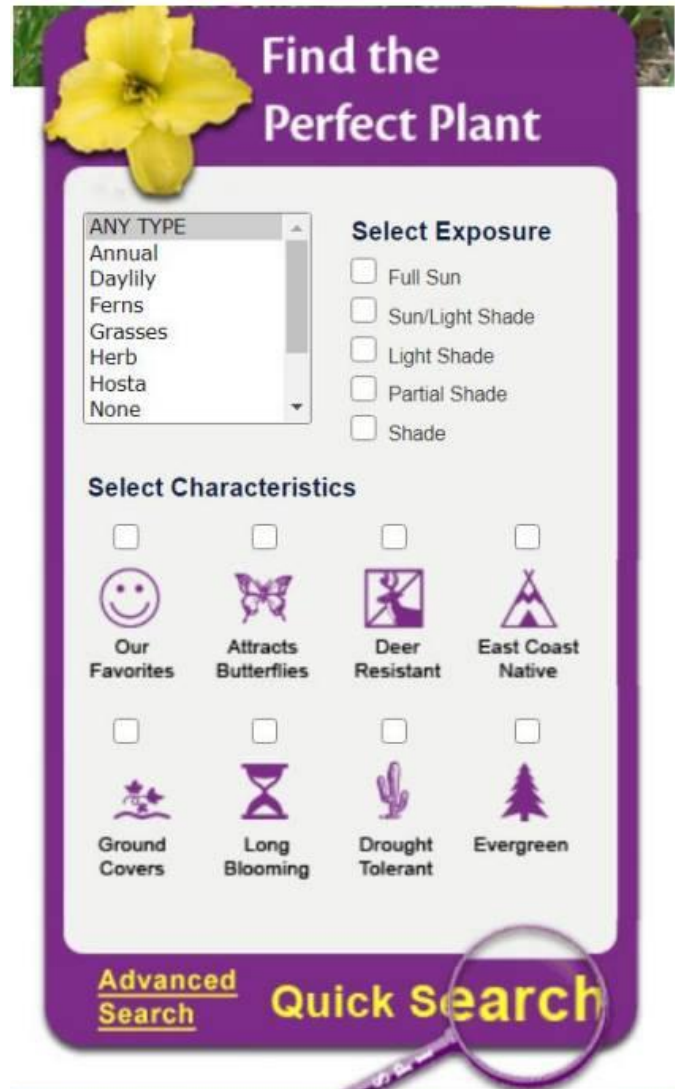 Find the
Perfect Plant
ANY TYPE
Annual
Daylily
Ferns
Grasses
Herb
Hosta
None
Select Exposure
Full Sun
Sun/Light Shade
Light Shade
Partial Shade
Shade
Select Characteristics
Our
Favorites
Attracts
Butterflies
Deer
Resistant
East Coast
Native
Ground
Covers
Long
Blooming
Drought
Tolerant
Evergreen
Advanced
Search
Quick Search